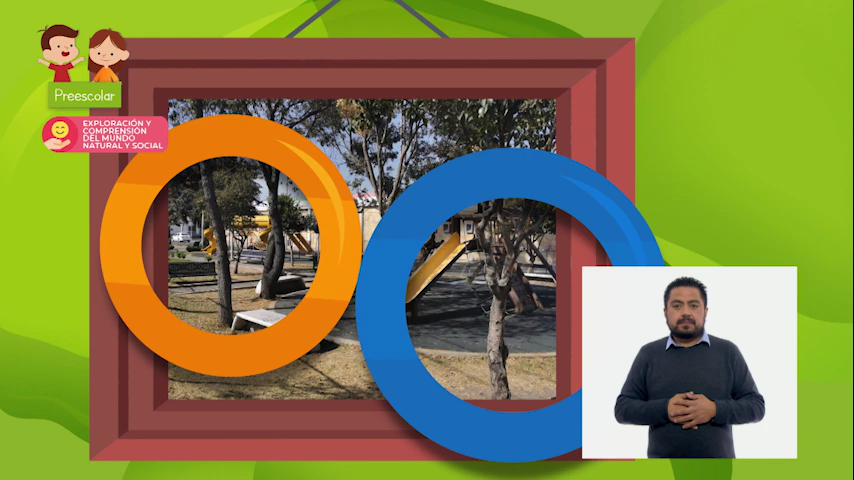 Preescolar
EXPLORACIÓN Y
COMPRENSIÓN
DEL MUNDO
NATURAL Y SOCIAL